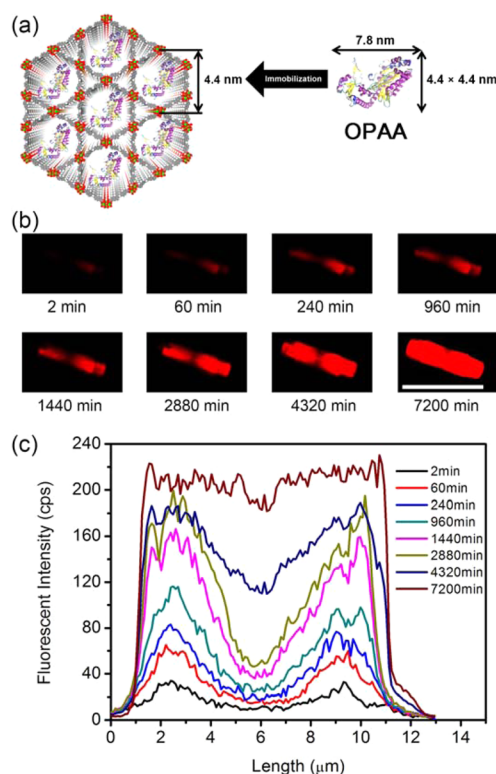 (a)
7.8 nm
4.4 nm
Immobilization
4.4 × 4.4 nm
OPAA
(b)
2 min
60 min
240 min
960 min
1440 min
2880 min
4320 min
7200 min
(c)
240
200
160
120
80
40
0
Fluorescent Intensity (cps)
2min
60min
240min
960min
1440min
2880min
4320min
7200min
0 2 4 6 8 10 12 14
Length (μm)